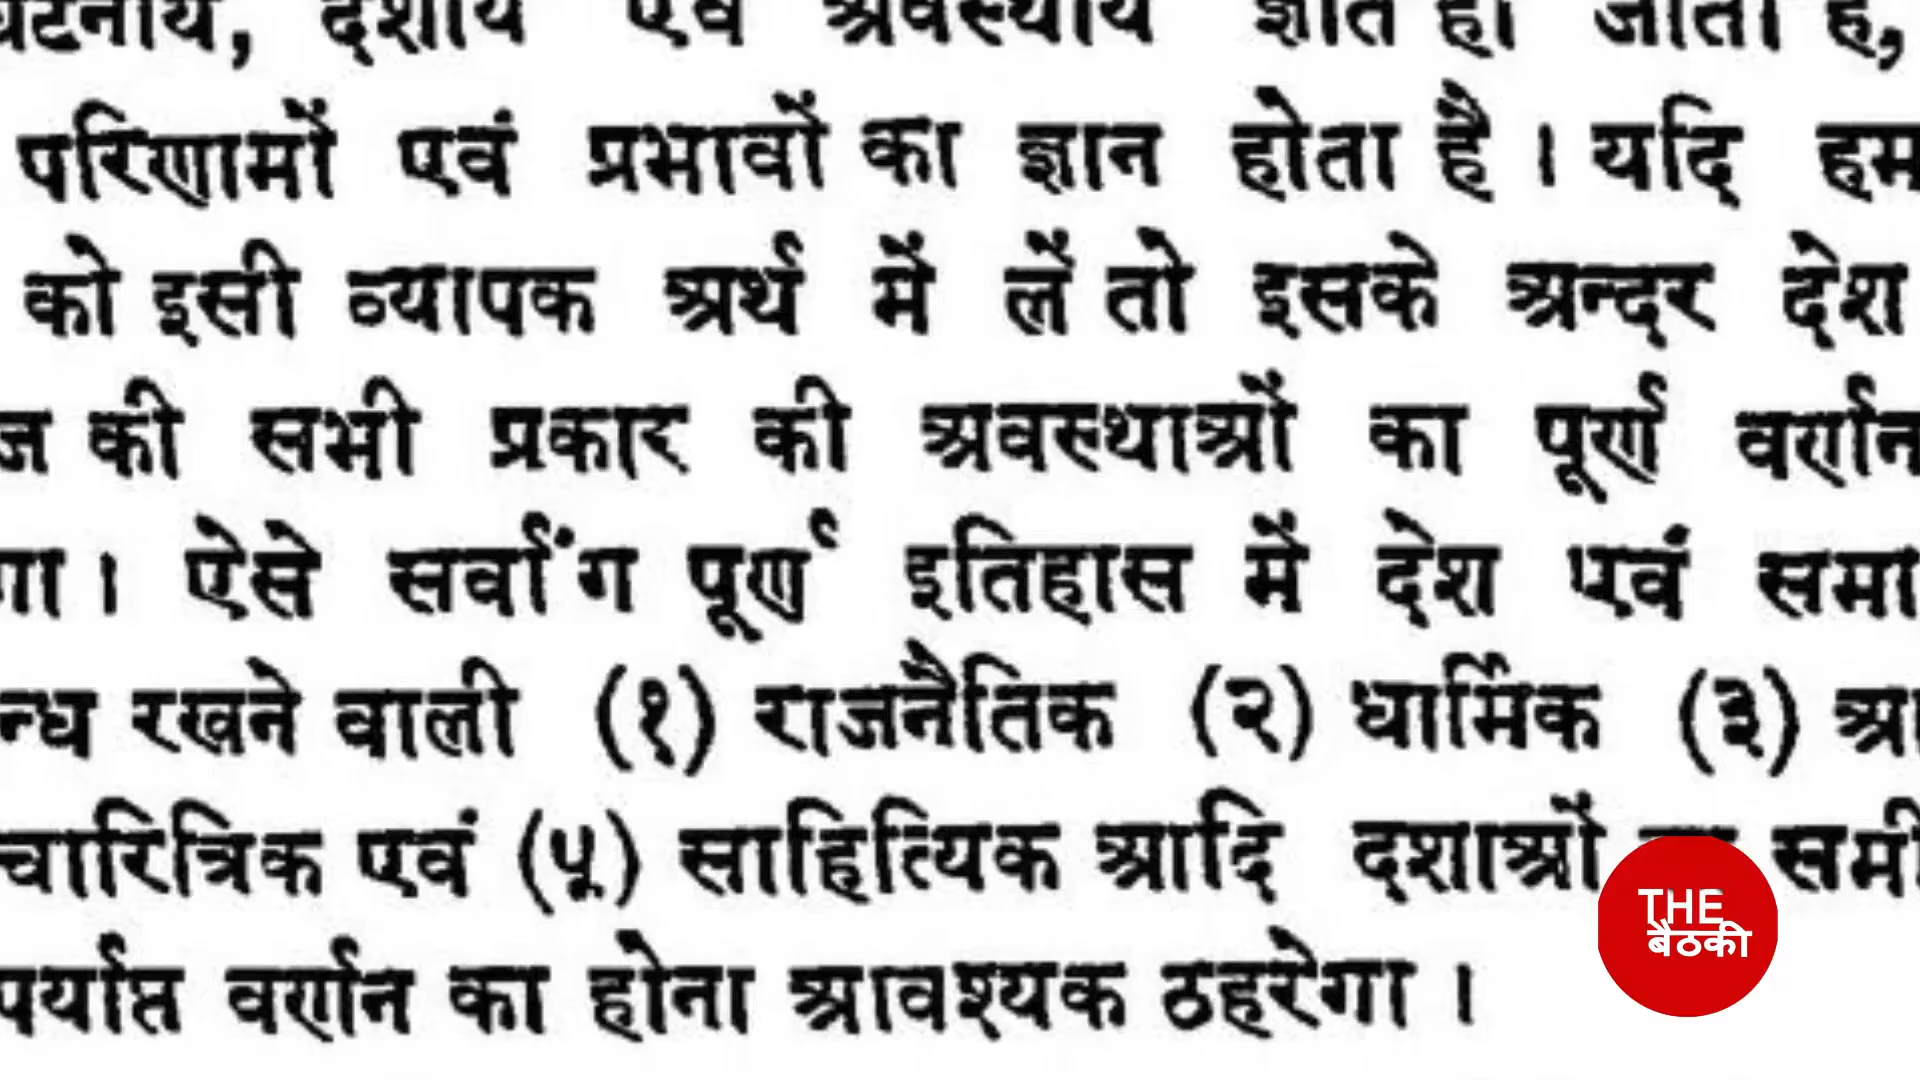 घटनायें, दशायें एवं अवस्थायें ज्ञात हो जाती हैं,
परिणामों एवं प्रभावों का ज्ञान होता है । यदि हम
को इसी व्यापक अर्थ में लें तो इसके अन्दर देश
ज की सभी प्रकार की अवस्थाओं का पूर्ण वर्णन
गा । ऐसे सर्वांग पूर्ण इतिहास में देश एवं समा
न्ध रखने वाली (१) राजनैतिक (२) धार्मिक (३) आ
चारित्रिक एवं (५) साहित्यिक आदि दशाओं समी
पर्याप्त वर्णन का होना आवश्यक ठहरेगा ।
THE
बैठकी